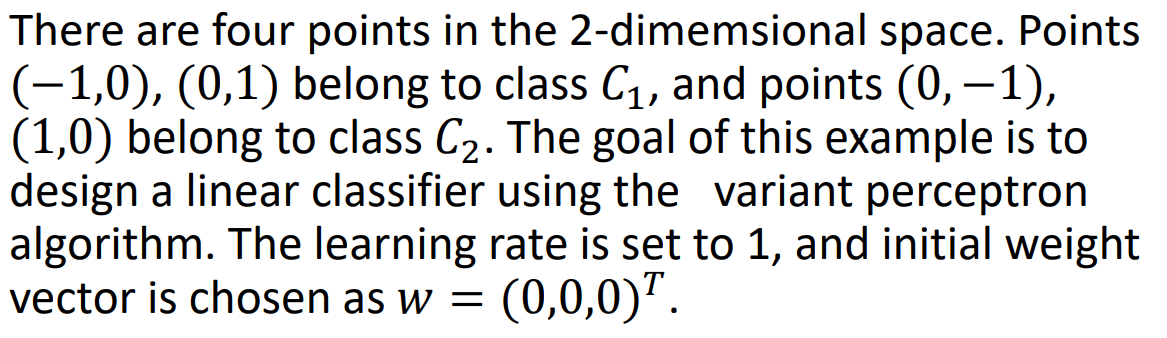 There are four points in the 2-dimemsional space. Points
(−1,0), (0,1) belong to class C₁, and points (0, −1),
(1,0) belong to class C₂. The goal of this example is to
design a linear classifier using the variant perceptron
algorithm. The learning rate is set to 1, and initial weight
vector is chosen as w = (0,0,0)ᵀ.